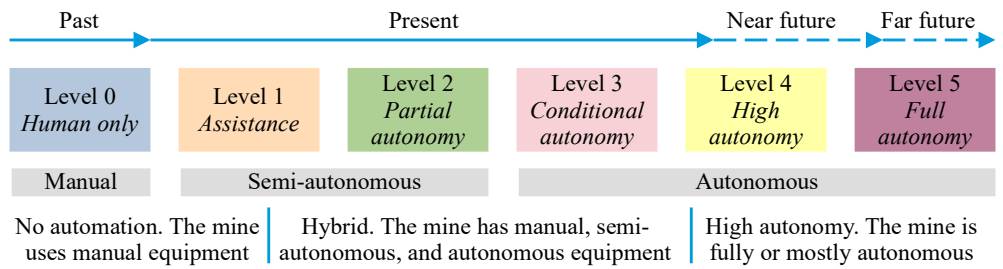 Past Present Near future Far future
Level 0
Human only
Level 1
Assistance
Level 2
Partial
autonomy
Level 3
Conditional
autonomy
Level 4
High
autonomy
Level 5
Full
autonomy
Manual Semi-autonomous Autonomous
No automation. The mine
uses manual equipment
Hybrid. The mine has manual, semi-
autonomous, and autonomous equipment
High autonomy. The mine is
fully or mostly autonomous